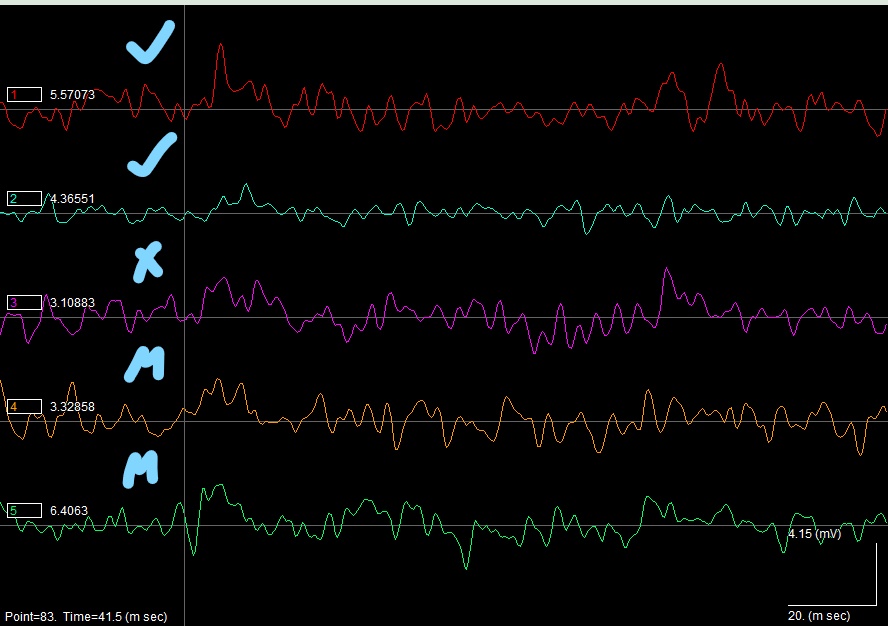 1 5.57073
2 4.36551
3 3.10883
M
4 3.32858
M
5 6.4063
4.15 (mV)
Point=83. Time=41.5 (m sec)
20. (m sec)